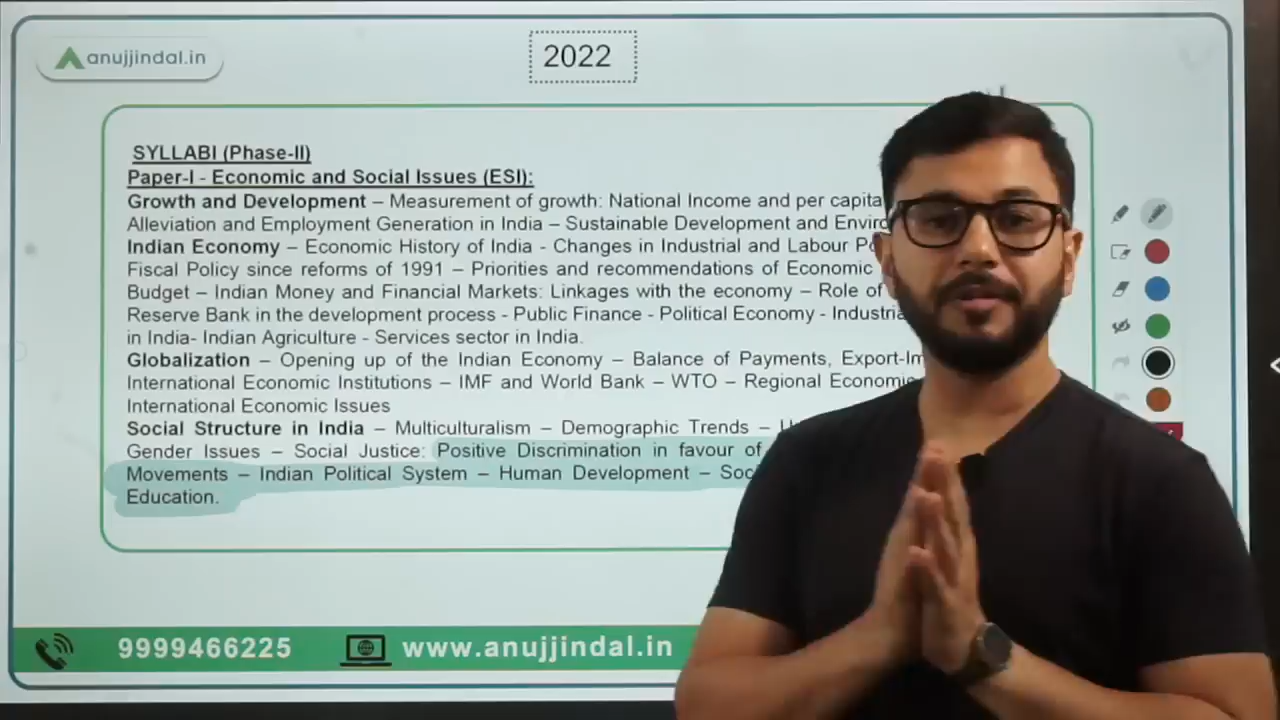 anujjindal.in
2022
SYLLABI (Phase-II)
Paper-I - Economic and Social Issues (ESI):
Growth and Development – Measurement of growth: National Income and per capita
Alleviation and Employment Generation in India – Sustainable Development and
Indian Economy – Economic History of India - Changes in Industrial and Labour
Fiscal Policy since reforms of 1991 – Priorities and recommendations of Economic
Budget – Indian Money and Financial Markets: Linkages with the economy – Role of
Reserve Bank in the development process - Public Finance - Political Economy -
in India- Indian Agriculture - Services sector in India.
Globalization – Opening up of the Indian Economy – Balance of Payments,
International Economic Institutions – IMF and World Bank – WTO – Regional
International Economic Issues
Social Structure in India – Multiculturalism – Demographic Trends –
Gender Issues – Social Justice: Positive Discrimination in favour of
Movements – Indian Political System – Human Development –
Education.
9999466225
www.anujjindal.in